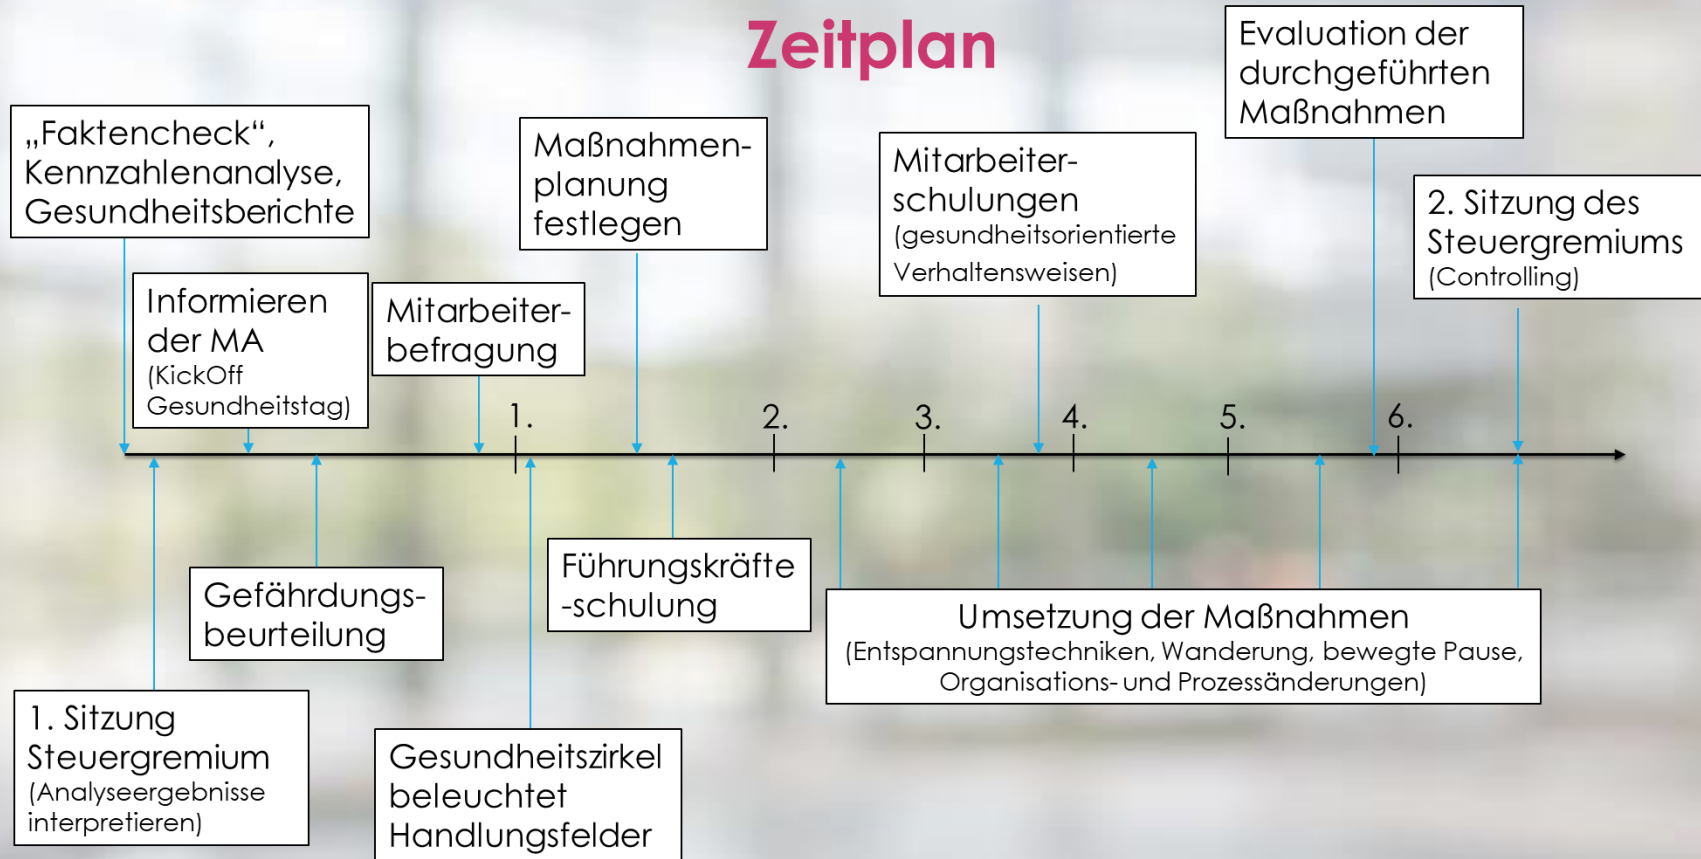 Zeitplan
„Faktencheck“,
Kennzahlenanalyse,
Gesundheitsberichte
Informieren
der MA
(KickOff
Gesundheitstag)
Mitarbeiter-
befragung
Maßnahmen-
planung
festlegen
Mitarbeiter-
schulungen
(gesundheitsorientierte
Verhaltensweisen)
Evaluation der
durchgeführten
Maßnahmen
2. Sitzung des
Steuergremiums
(Controlling)
1.
2.
3.
4.
5.
6.
1. Sitzung
Steuergremium
(Analyseergebnisse
interpretieren)
Gefährdungs-
beurteilung
Gesundheitszirkel
beleuchtet
Handlungsfelder
Führungskräfte
-schulung
Umsetzung der Maßnahmen
(Entspannungstechniken, Wanderung, bewegte Pause,
Organisations- und Prozessänderungen)